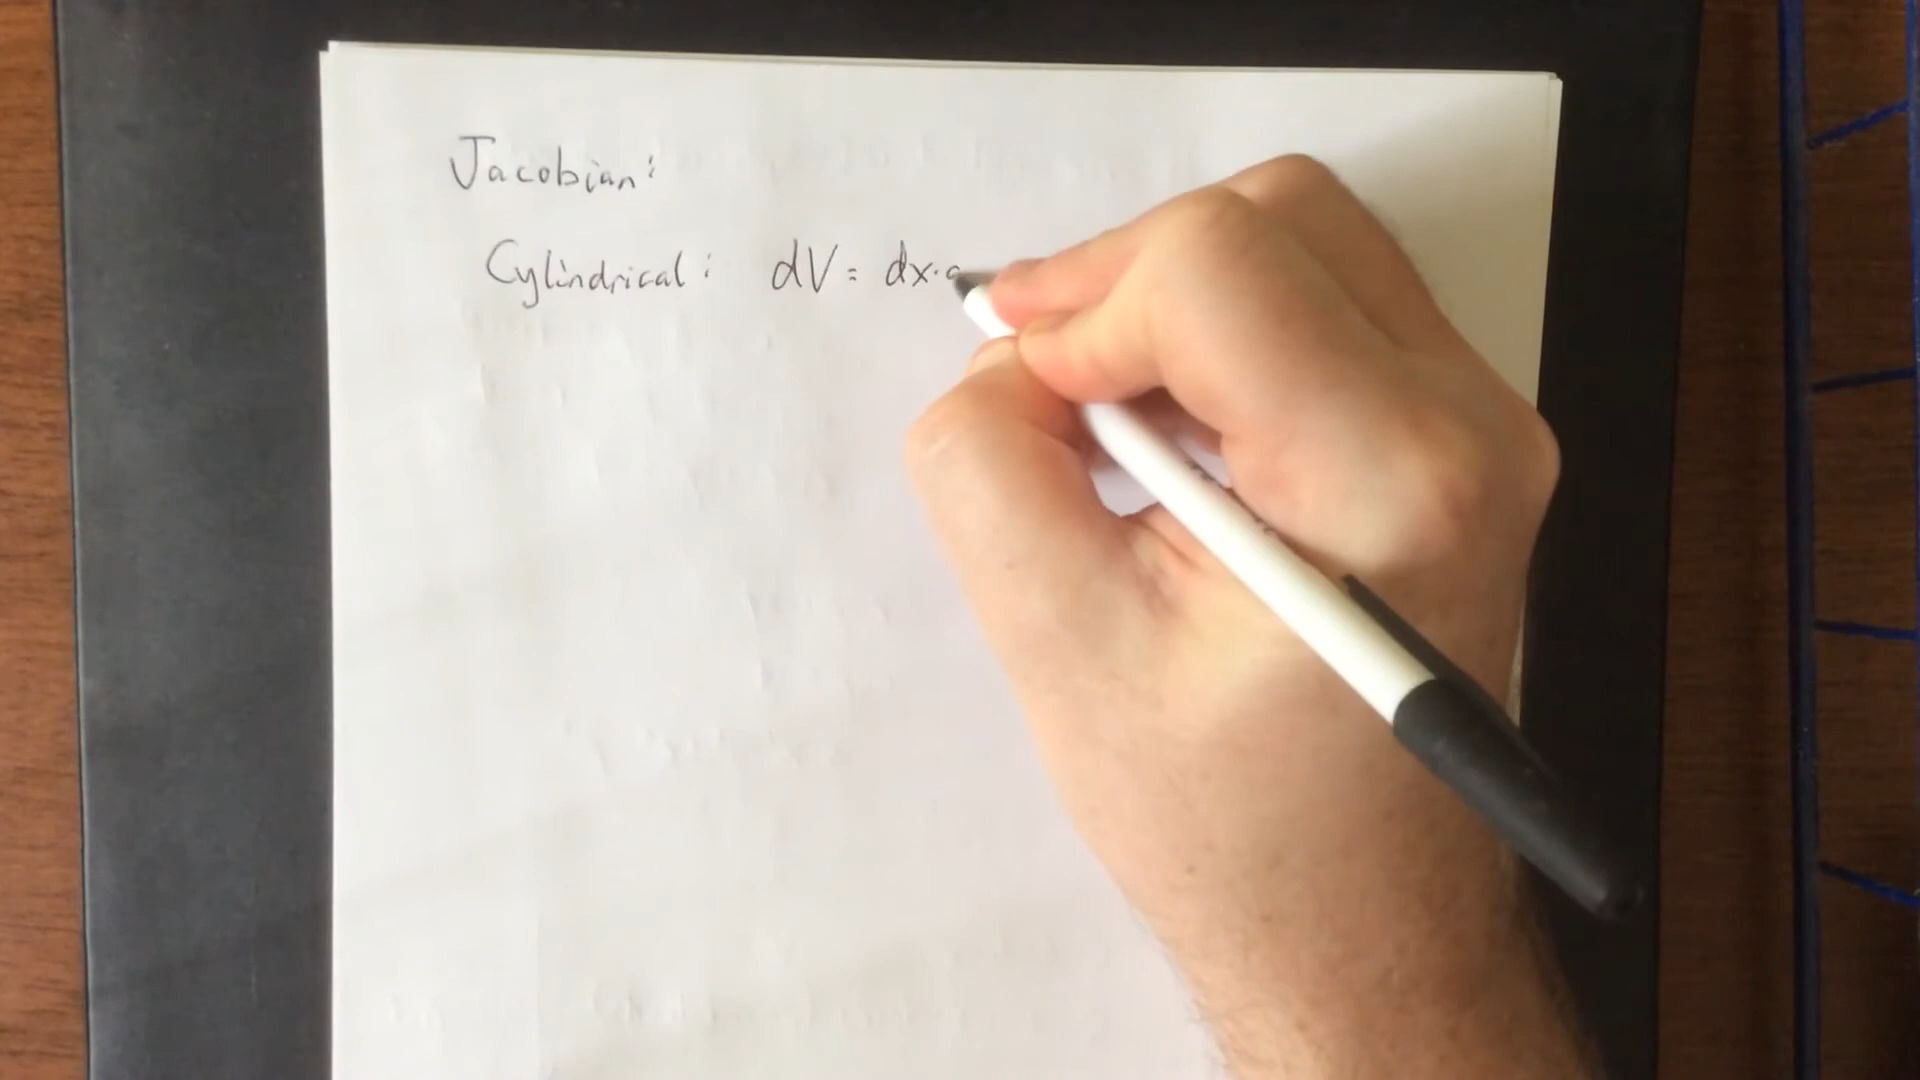 Jacobian:
Cylindrical: dV = dx·